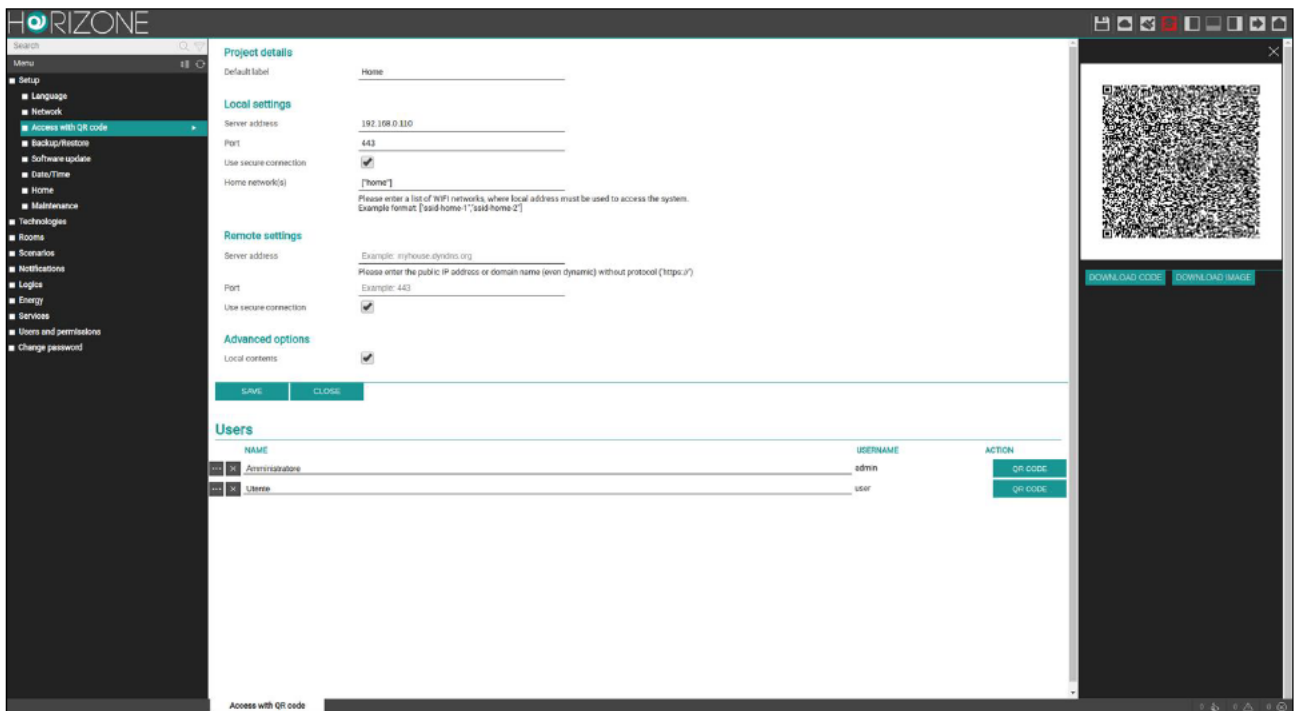 HORIZONE
Search
Menu
Setup
Language
Network
Access with QR code
Backup/Restore
Software update
Date/Time
Home
Maintenance
Technologies
Rooms
Scenarios
Notifications
Logics
Energy
Services
Users and permissions
Change password
Project details
Default label Home
Local settings
Server address 192.168.0.110
Port 443
Use secure connection
Home network(s) ["home"]
Please enter a list of WIFI networks, where local address must be used to access the system.
Example format: ["ssid-home-1","ssid-home-2"]
Remote settings
Server address Example: myhouse.dyndns.org
Please enter the public IP address or domain name (even dynamic) without protocol ('https://')
Port Example: 443
Use secure connection
Advanced options
Local contents
SAVE CLOSE
Users
NAME USERNAME ACTION
Amministratore admin QR CODE
Utente user QR CODE
DOWNLOAD CODE DOWNLOAD IMAGE
Access with QR code
0 0 0